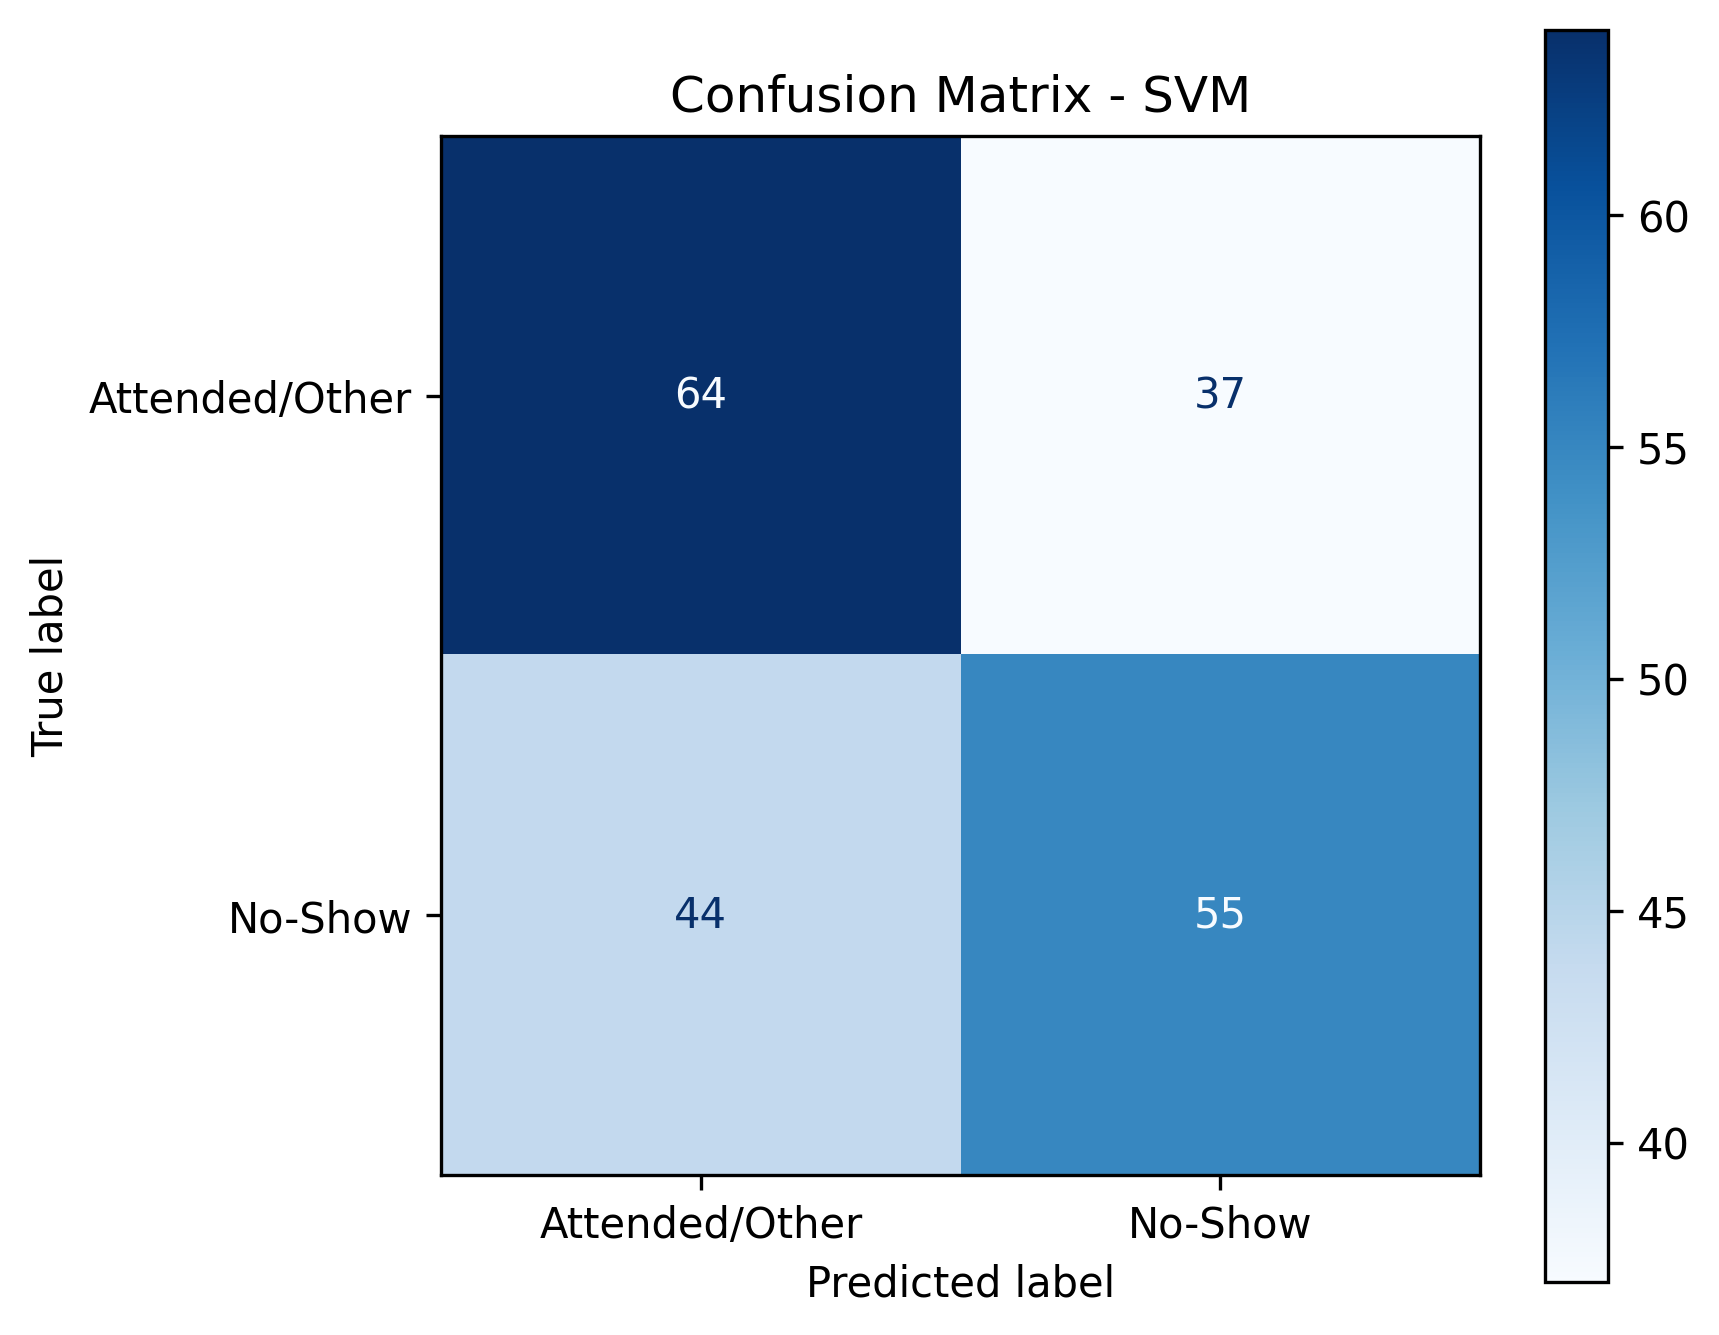 Confusion Matrix - SVM
60
55
50
45
40
True label
Attended/Other
No-Show
64
37
44
55
Attended/Other
No-Show
Predicted label